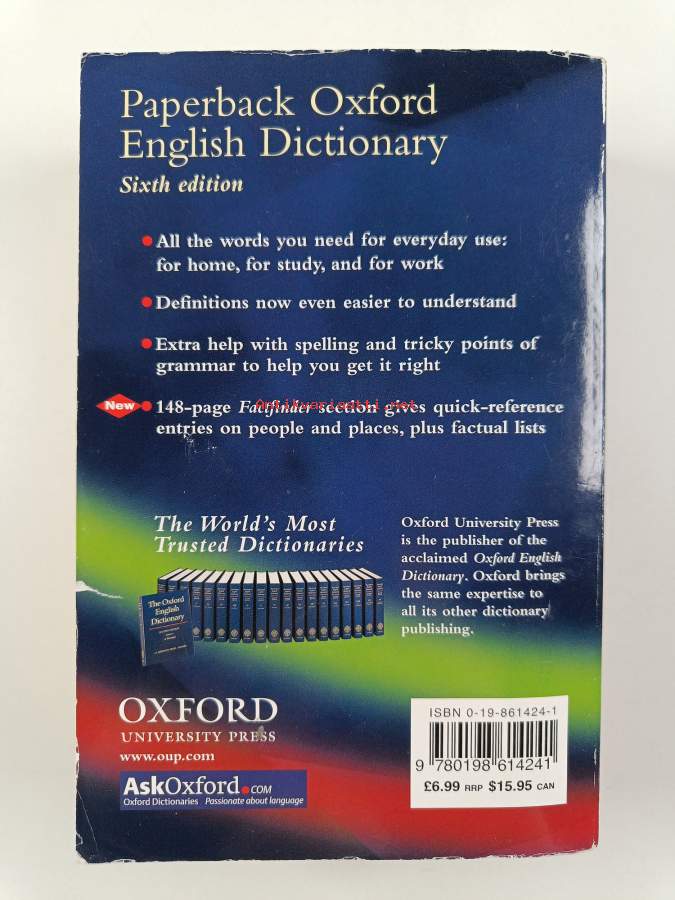 Paperback Oxford
English Dictionary
Sixth edition
All the words you need for everyday use:
for home, for study, and for work
Definitions now even easier to understand
Extra help with spelling and tricky points of
grammar to help you get it right
New
148-page Factfinder section gives quick-reference
entries on people and places, plus factual lists
Antikvariaatti.net
The World's Most
Trusted Dictionaries
The Oxford
English
Dictionary
Oxford University Press
is the publisher of the
acclaimed Oxford English
Dictionary. Oxford brings
the same expertise to
all its other dictionary
publishing.
OXFORD
UNIVERSITY PRESS
www.oup.com
AskOxford.COM
Oxford Dictionaries Passionate about language
ISBN 0-19-861424-1
9 780198 614241
£6.99 RRP $15.95 CAN